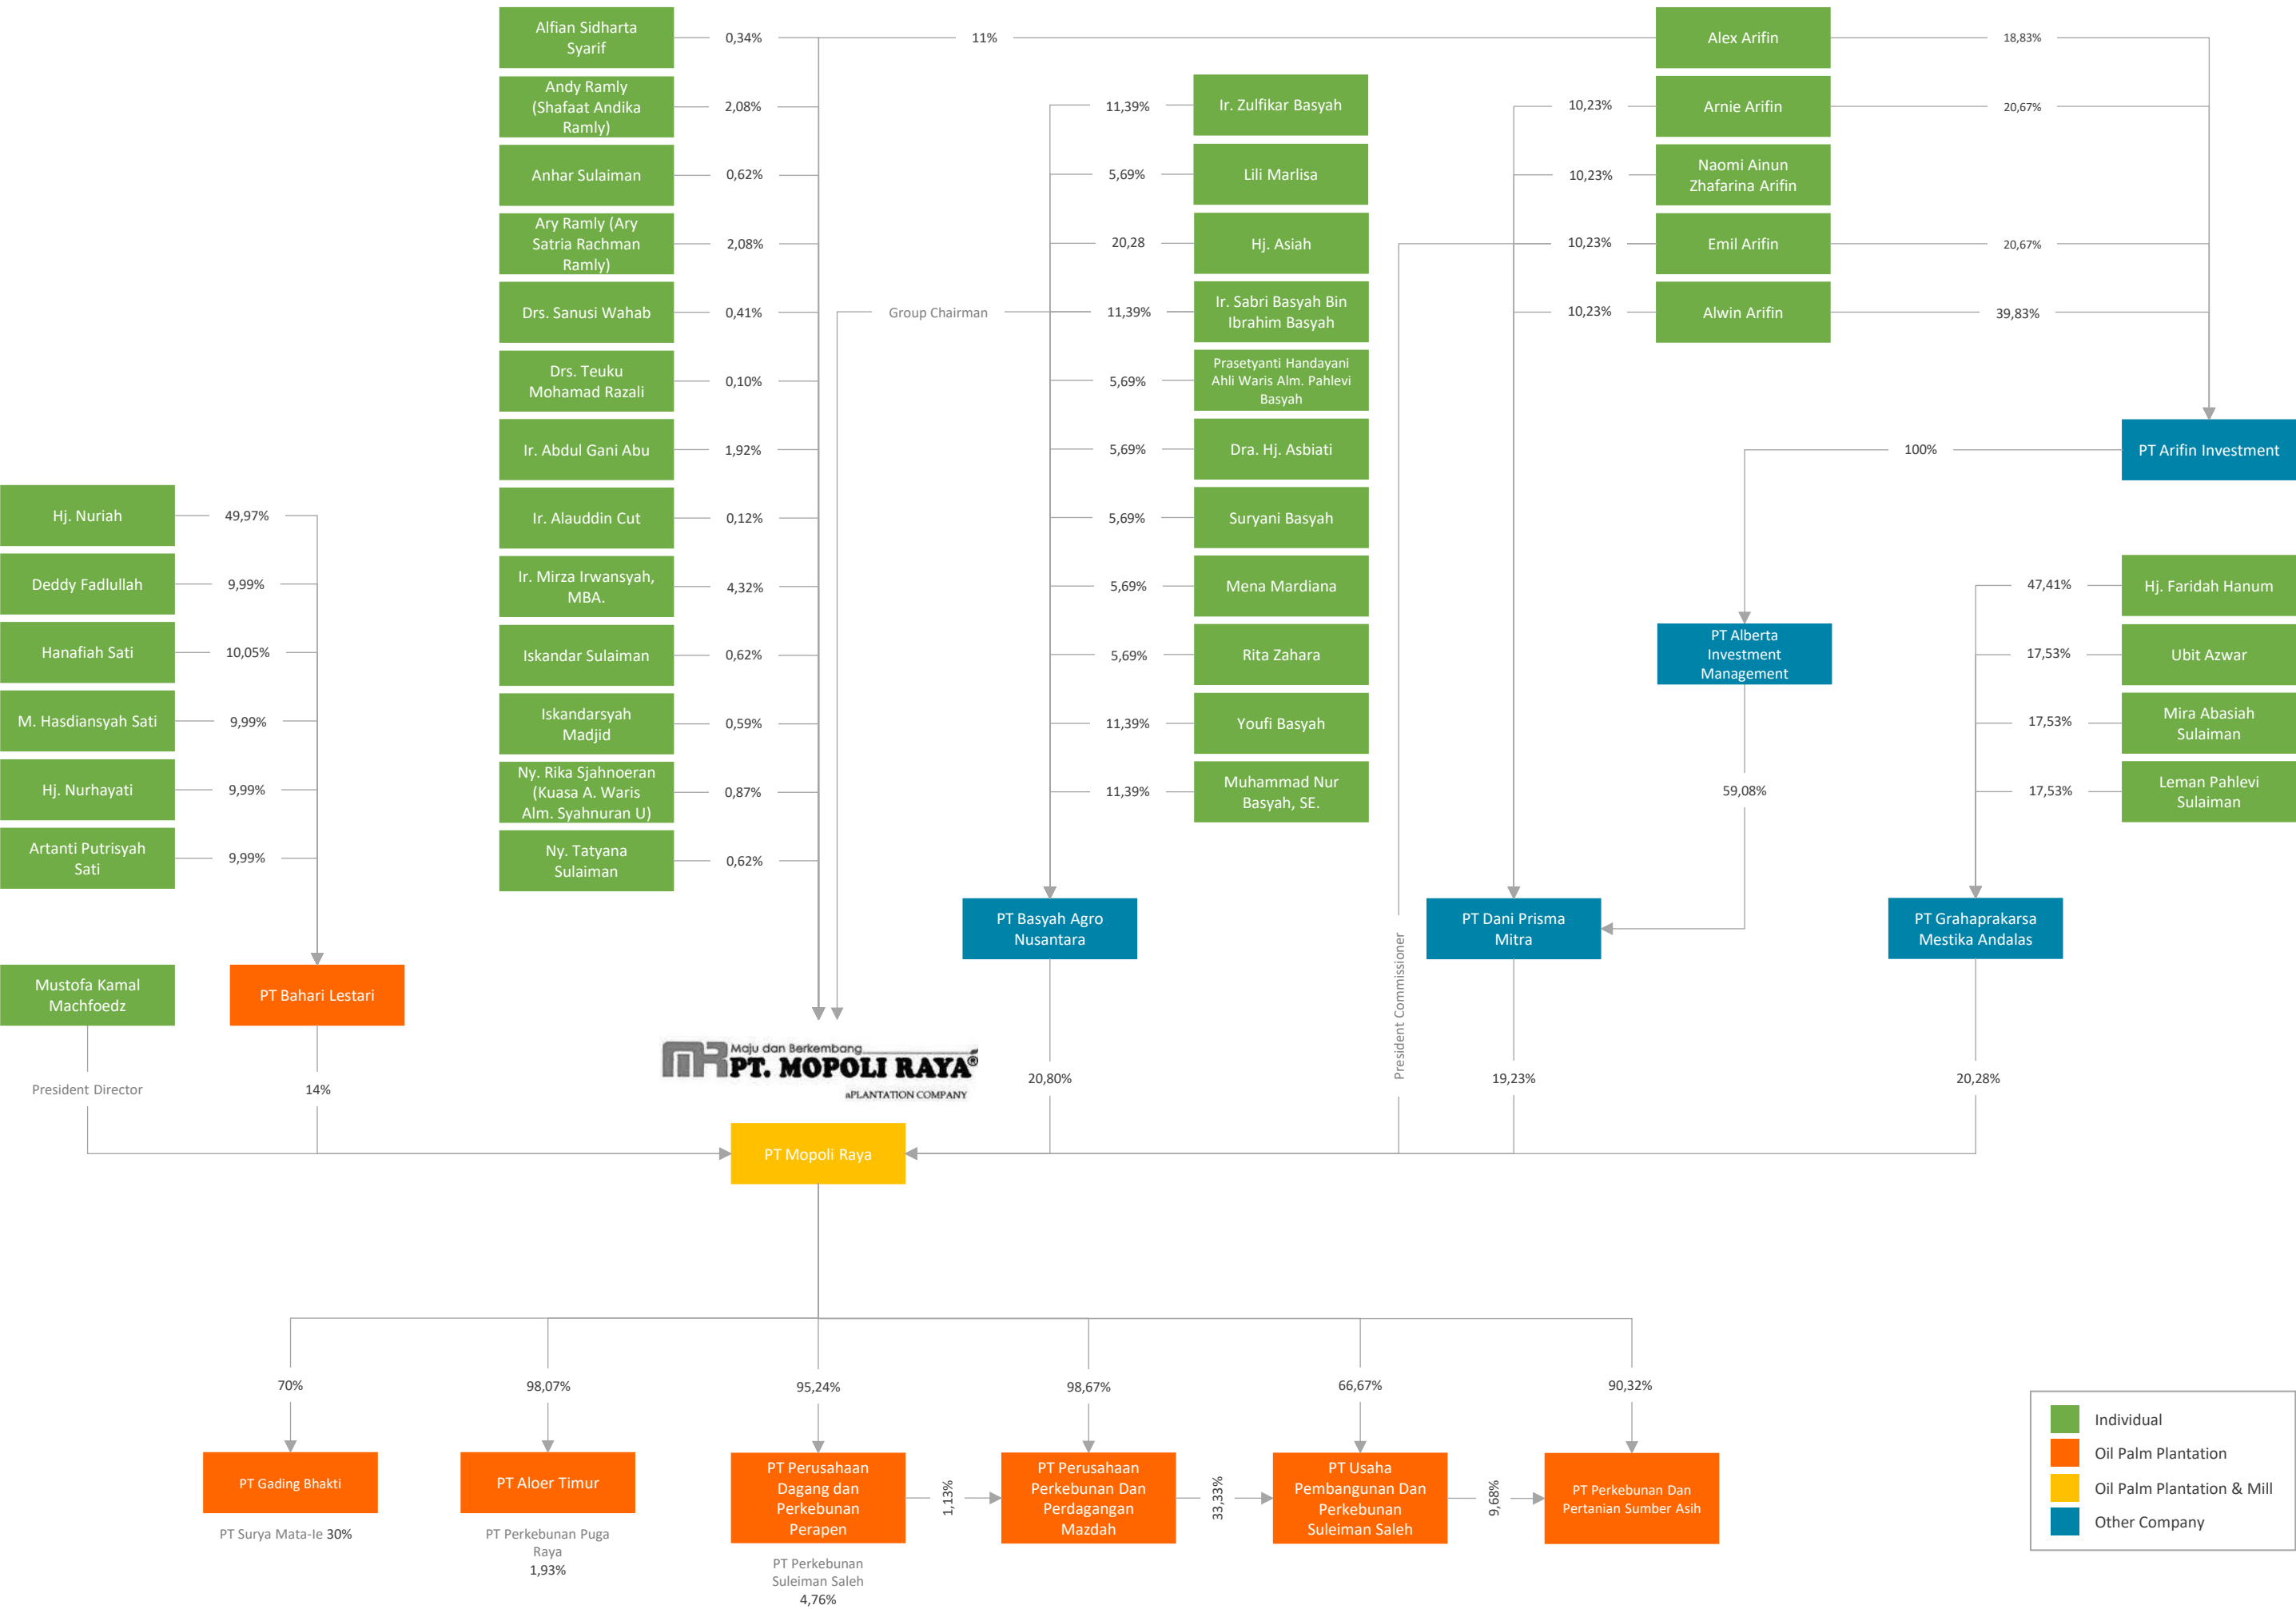 Alfian Sidharta
Syarif
0,34%
11%
Alex Arifin
18,83%
Andy Ramly
(Shafaat Andika
Ramly)
2,08%
11,39%
Ir. Zulfikar Basyah
10,23%
Arnie Arifin
20,67%
Anhar Sulaiman
0,62%
5,69%
Lili Marlisa
10,23%
Naomi Ainun
Zhafarina Arifin
Ary Ramly (Ary
Satria Rachman
Ramly)
2,08%
20,28
Hj. Asiah
10,23%
Emil Arifin
20,67%
Drs. Sanusi Wahab
0,41%
Group Chairman
11,39%
Ir. Sabri Basyah Bin
Ibrahim Basyah
10,23%
Alwin Arifin
39,83%
Drs. Teuku
Mohamad Razali
0,10%
5,69%
Prasetyanti Handayani
Ahli Waris Alm. Pahlevi
Basyah
Ir. Abdul Gani Abu
1,92%
5,69%
Dra. Hj. Asbiati
100%
PT Arifin Investment
Hj. Nuriah
49,97%
Ir. Alauddin Cut
0,12%
5,69%
Suryani Basyah
Deddy Fadlullah
9,99%
Ir. Mirza Irwansyah,
MBA.
4,32%
5,69%
Mena Mardiana
47,41%
Hj. Faridah Hanum
Hanafiah Sati
10,05%
Iskandar Sulaiman
0,62%
5,69%
Rita Zahara
PT Alberta
Investment
Management
17,53%
Ubit Azwar
M. Hasdiansyah Sati
9,99%
Iskandarsyah
Madjid
0,59%
11,39%
Youfi Basyah
17,53%
Mira Abasiah
Sulaiman
Hj. Nurhayati
9,99%
Ny. Rika Sjahnoeran
(Kuasa A. Waris
Alm. Syahnuran U)
0,87%
11,39%
Muhammad Nur
Basyah, SE.
59,08%
17,53%
Leman Pahlevi
Sulaiman
Artanti Putrisyah
Sati
9,99%
Ny. Tatyana
Sulaiman
0,62%
PT Basyah Agro
Nusantara
PT Dani Prisma
Mitra
PT Grahaprakarsa
Mestika Andalas
Mustofa Kamal
Machfoedz
PT Bahari Lestari
President Commissioner
Maju dan Berkembang
MR PT. MOPOLI RAYA®
aPLANTATION COMPANY
President Director
14%
20,80%
19,23%
20,28%
PT Mopoli Raya
70%
98,07%
95,24%
98,67%
66,67%
90,32%
PT Gading Bhakti
PT Aloer Timur
PT Perusahaan
Dagang dan
Perkebunan
Perapen
1,13%
PT Perusahaan
Perkebunan Dan
Perdagangan
Mazdah
33,33%
PT Usaha
Pembangunan Dan
Perkebunan
Suleiman Saleh
9,68%
PT Perkebunan Dan
Pertanian Sumber Asih
PT Surya Mata-Ie 30%
PT Perkebunan Puga
Raya
1,93%
PT Perkebunan
Suleiman Saleh
4,76%
Individual
Oil Palm Plantation
Oil Palm Plantation & Mill
Other Company